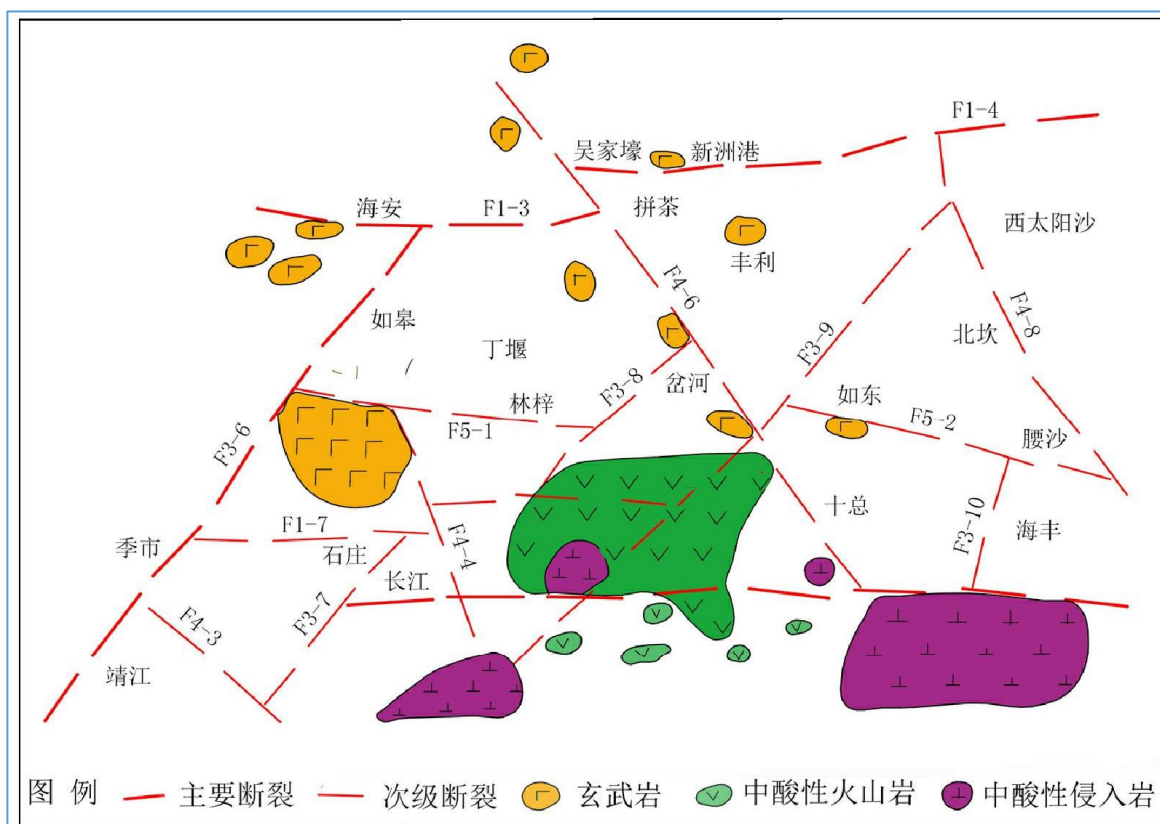 F1-4
吴家壕 新洲港
海安 F1-3 拼茶
西太阳沙
丰利
F4-6
F4-8
如皋
丁堰
北坎
F3-9
F3-8
岔河
林梓
如东
F5-1
F5-2
F3-6
腰沙
十总
F1-7
F4-4
F3-10
海丰
季市
石庄
长江
F3-7
F4-3
靖江
图 例 主要断裂 次级断裂 玄武岩 中酸性火山岩 中酸性侵入岩